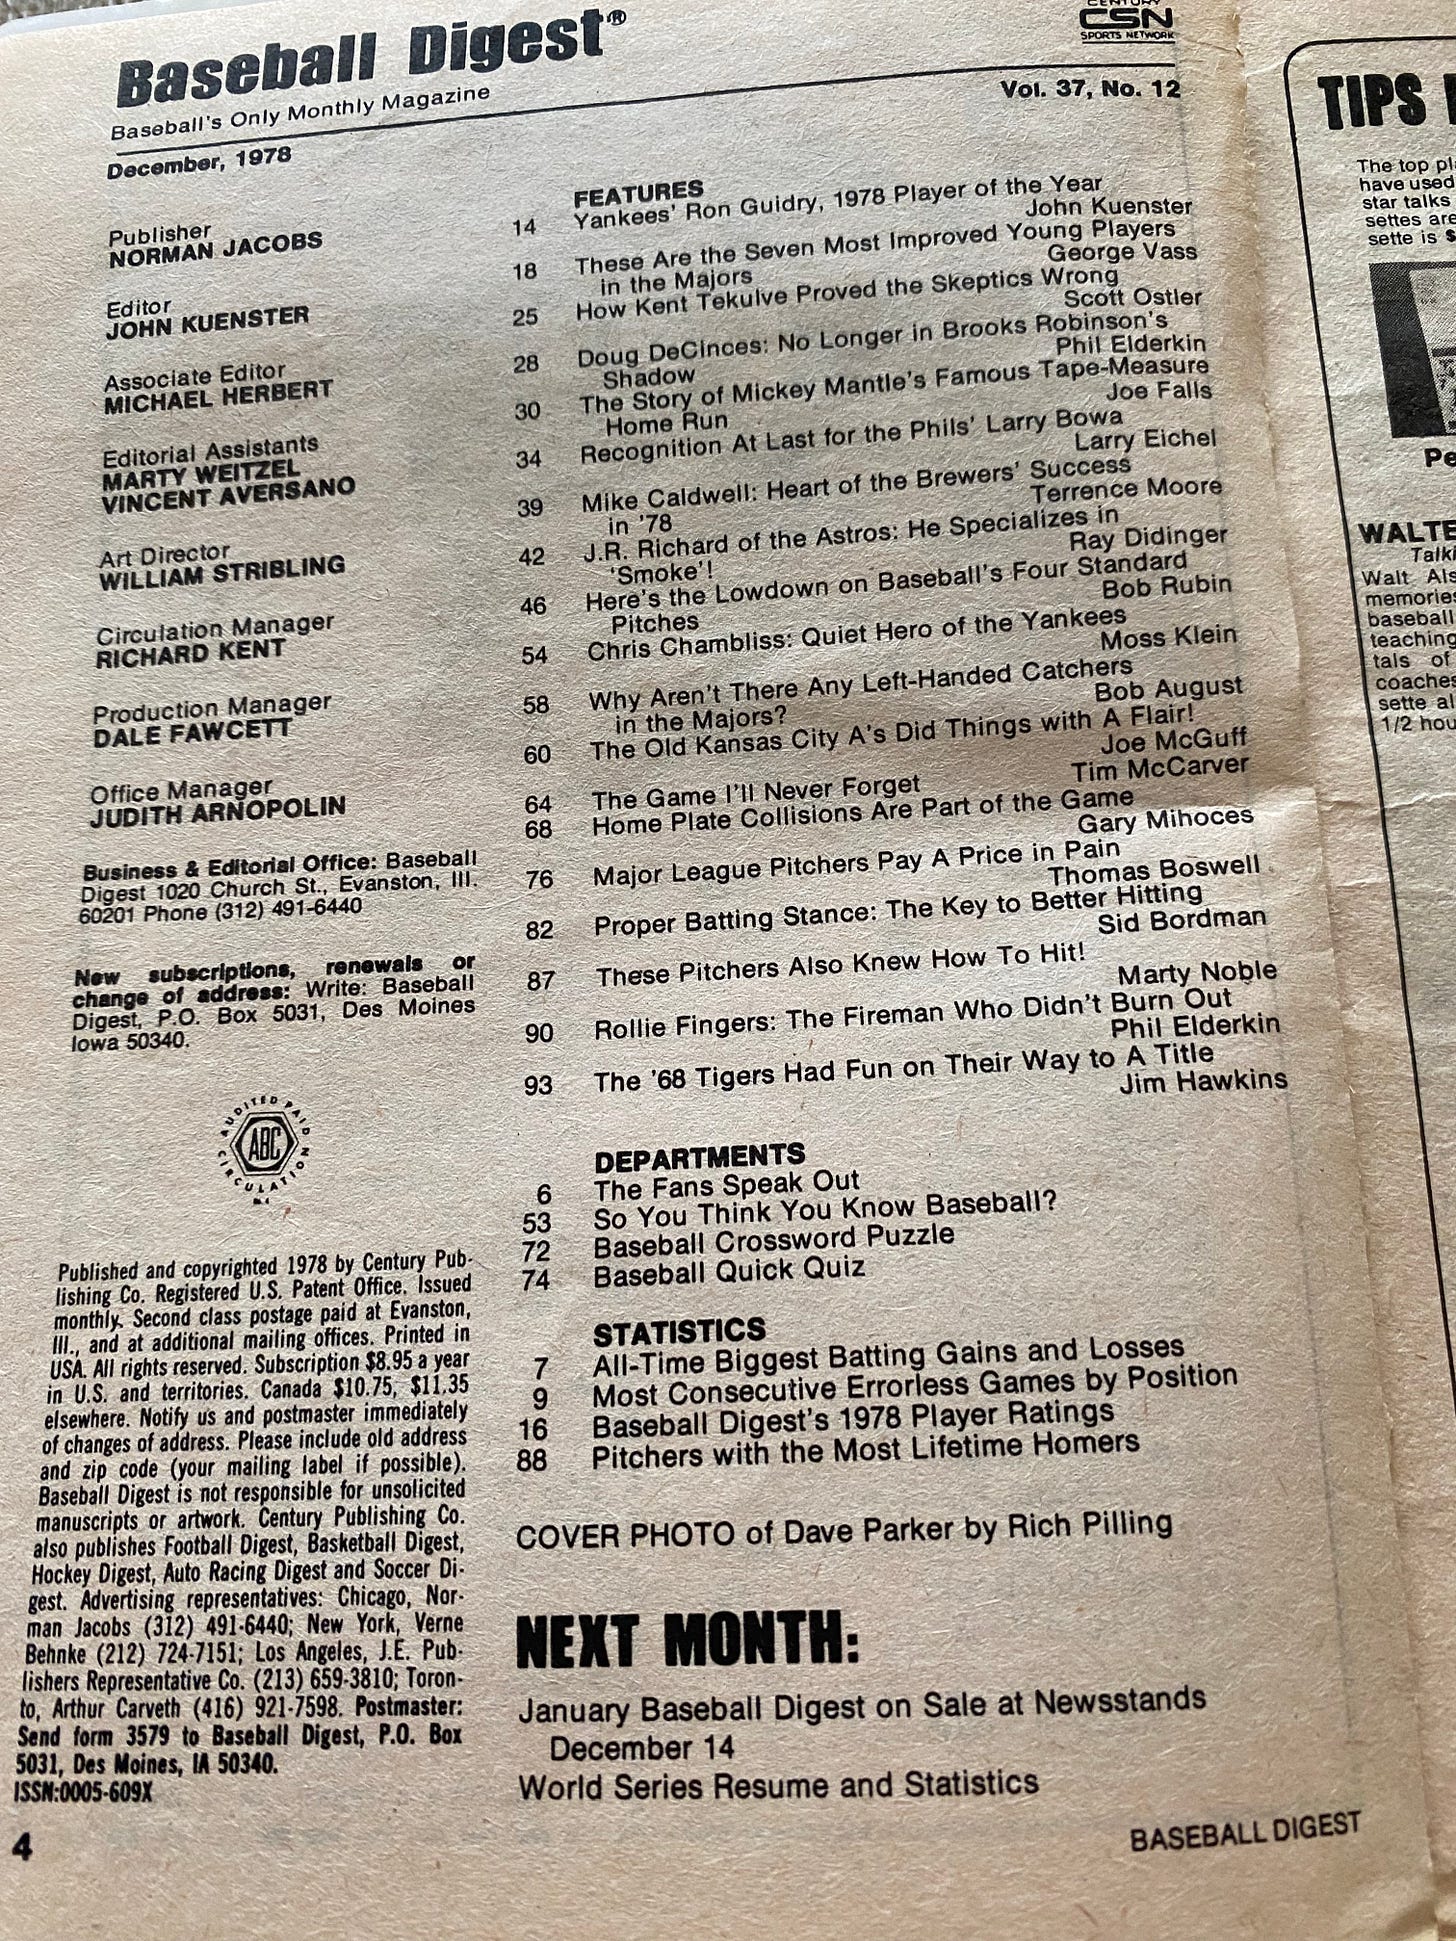 Baseball Digest®
Baseball's Only Monthly Magazine
CENTURY
CSN
SPORTS NETWORK
Vol. 37, No. 12
December, 1978
Publisher
NORMAN JACOBS
Editor
JOHN KUENSTER
Associate Editor
MICHAEL HERBERT
Editorial Assistants
MARTY WEITZEL
VINCENT AVERSANO
Art Director
WILLIAM STRIBLING
Circulation Manager
RICHARD KENT
Production Manager
DALE FAWCETT
Office Manager
JUDITH ARNOPOLIN
Business & Editorial Office: Baseball
Digest 1020 Church St., Evanston, Ill.
60201 Phone (312) 491-6440
New subscriptions, renewals or
change of address: Write: Baseball
Digest, P.O. Box 5031, Des Moines
Iowa 50340.
AUDITED PAID
ABC
CIRCULATION
Published and copyrighted 1978 by Century Pub-
lishing Co. Registered U.S. Patent Office. Issued
monthly. Second class postage paid at Evanston,
Ill., and at additional mailing offices. Printed in
USA. All rights reserved. Subscription $8.95 a year
in U.S. and territories. Canada $10.75, $11.35
elsewhere. Notify us and postmaster immediately
of changes of address. Please include old address
and zip code (your mailing label if possible).
Baseball Digest is not responsible for unsolicited
manuscripts or artwork. Century Publishing Co.
also publishes Football Digest, Basketball Digest,
Hockey Digest, Auto Racing Digest and Soccer Di-
gest. Advertising representatives: Chicago, Nor-
man Jacobs (312) 491-6440; New York, Verne
Behnke (212) 724-7151; Los Angeles, J.E. Pub-
lishers Representative Co. (213) 659-3810; Toron-
to, Arthur Carveth (416) 921-7598. Postmaster:
Send form 3579 to Baseball Digest, P.O. Box
5031, Des Moines, IA 50340.
ISSN:0005-609X
4
FEATURES
14 Yankees' Ron Guidry, 1978 Player of the Year
John Kuenster
18 These Are the Seven Most Improved Young Players
in the Majors
George Vass
25 How Kent Tekulve Proved the Skeptics Wrong
Scott Ostler
28 Doug DeCinces: No Longer in Brooks Robinson's
Shadow
Phil Elderkin
30 The Story of Mickey Mantle's Famous Tape-Measure
Home Run
Joe Falls
34 Recognition At Last for the Phils' Larry Bowa
Larry Eichel
39 Mike Caldwell: Heart of the Brewers' Success
in '78
Terrence Moore
42 J.R. Richard of the Astros: He Specializes in
'Smoke'!
Ray Didinger
46 Here's the Lowdown on Baseball's Four Standard
Pitches
Bob Rubin
54 Chris Chambliss: Quiet Hero of the Yankees
Moss Klein
58 Why Aren't There Any Left-Handed Catchers
in the Majors?
Bob August
60 The Old Kansas City A's Did Things with A Flair!
Joe McGuff
64 The Game I'll Never Forget
Tim McCarver
68 Home Plate Collisions Are Part of the Game
Gary Mihoces
76 Major League Pitchers Pay A Price in Pain
Thomas Boswell
82 Proper Batting Stance: The Key to Better Hitting
Sid Bordman
87 These Pitchers Also Knew How To Hit!
Marty Noble
90 Rollie Fingers: The Fireman Who Didn't Burn Out
Phil Elderkin
93 The '68 Tigers Had Fun on Their Way to A Title
Jim Hawkins
DEPARTMENTS
6 The Fans Speak Out
53 So You Think You Know Baseball?
72 Baseball Crossword Puzzle
74 Baseball Quick Quiz
STATISTICS
7 All-Time Biggest Batting Gains and Losses
9 Most Consecutive Errorless Games by Position
16 Baseball Digest's 1978 Player Ratings
88 Pitchers with the Most Lifetime Homers
COVER PHOTO of Dave Parker by Rich Pilling
NEXT MONTH:
January Baseball Digest on Sale at Newsstands
December 14
World Series Resume and Statistics
BASEBALL DIGEST
TIPS
The top
have used
star talks
settes are
sette is
WALTE
Walt
memories
baseball
teaching
tals of
coaches
sette
1/2